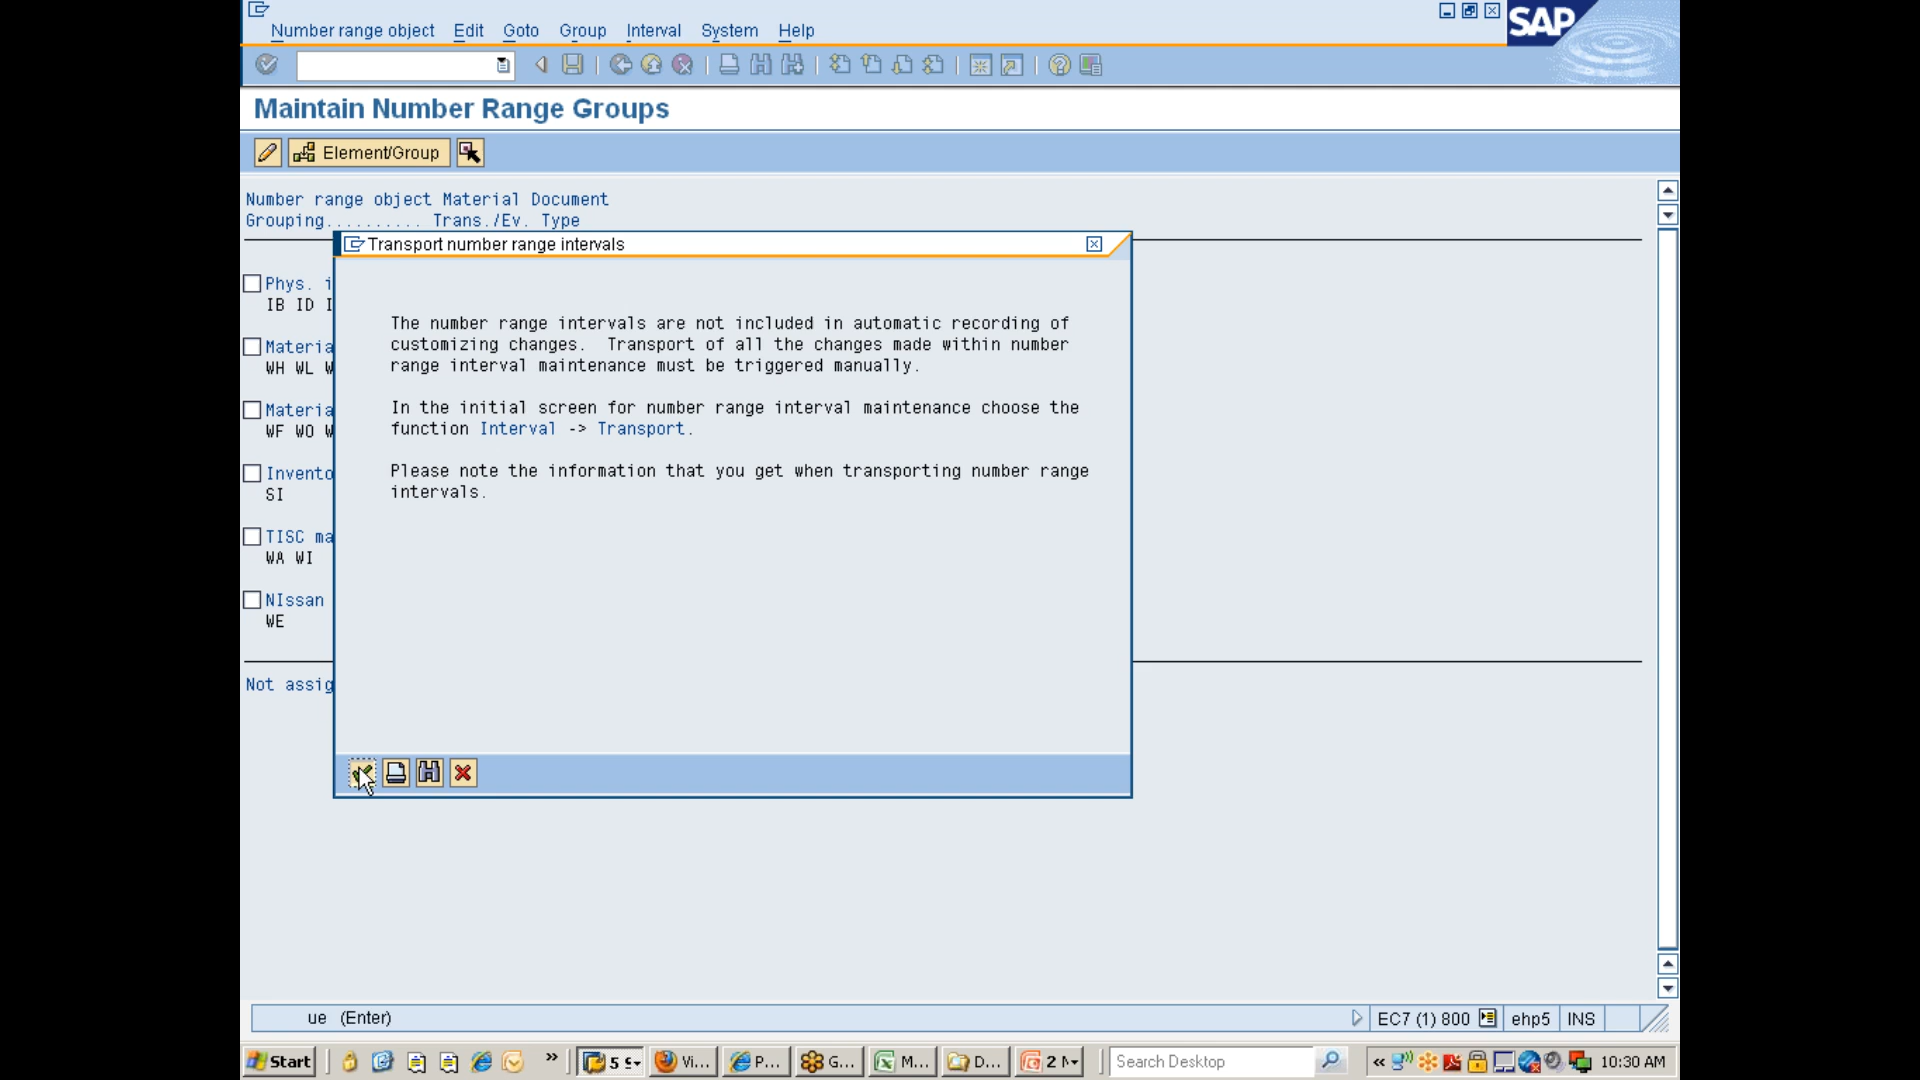 Number range object Edit Goto Group Interval System Help
SAP
Maintain Number Range Groups
Element/Group
Number range object Material Document
Grouping.......... Trans./Ev. Type
Transport number range intervals
Phys. i
IB ID I
Materia
WH WL W
Materia
WF WO W
Invento
SI
TISC ma
WA WI
NIssan
WE
Not assig
The number range intervals are not included in automatic recording of
customizing changes. Transport of all the changes made within number
range interval maintenance must be triggered manually.
In the initial screen for number range interval maintenance choose the
function Interval -> Transport.
Please note the information that you get when transporting number range
intervals.
ue (Enter)
EC7 (1) 800 ehp5 INS
Start » 5 S Vi... P... G... M... D... 2 M Search Desktop « 10:30 AM